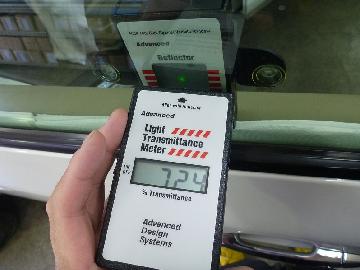 Advanced
Reflector
Advanced
Light
Transmittance
Meter
72.4
% Transmittance
Advanced
Design
Systems